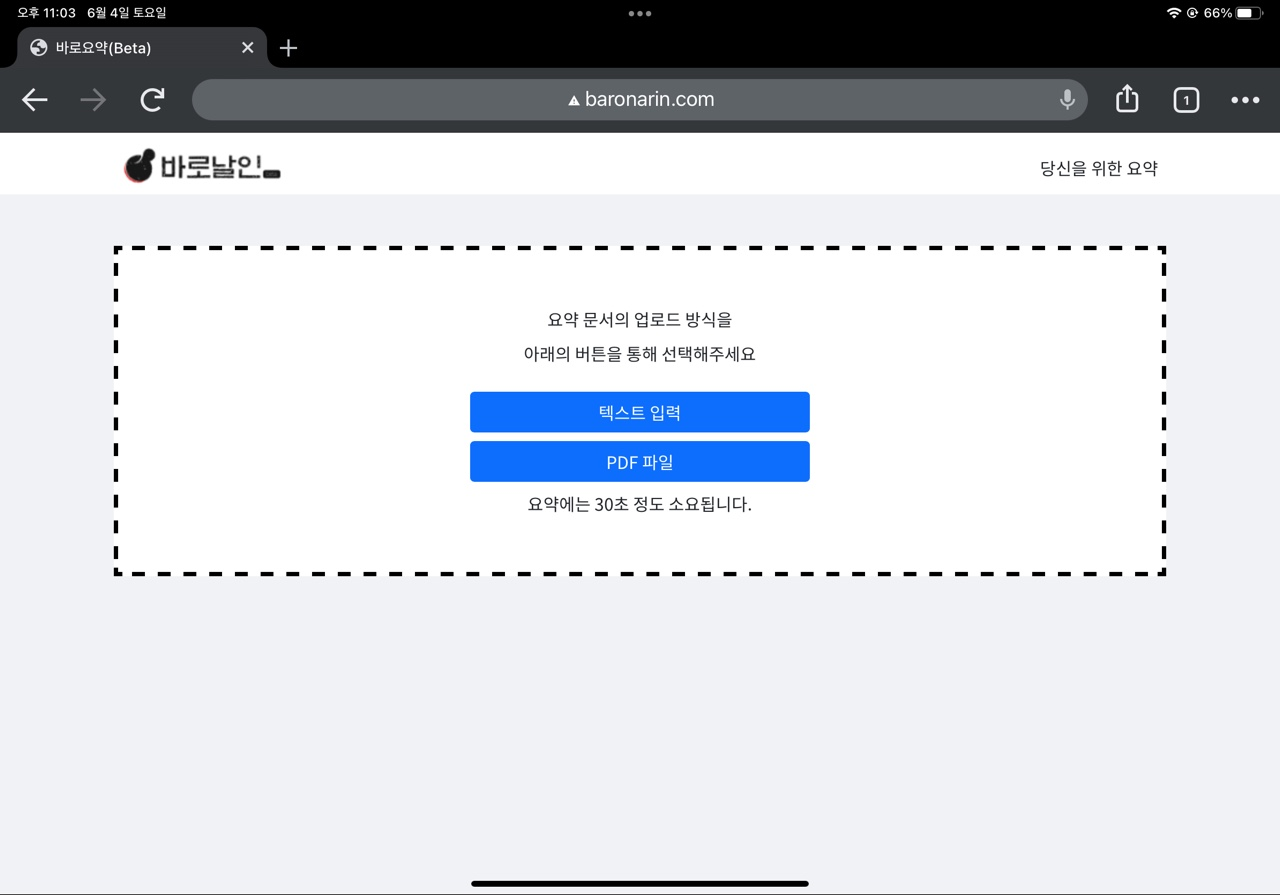 오후 11:03 6월 4일 토요일
66%
바로요약(Beta)
baronarin.com
1
바로날인
당신을 위한 요약
요약 문서의 업로드 방식을
아래의 버튼을 통해 선택해주세요
텍스트 입력
PDF 파일
요약에는 30초 정도 소요됩니다.